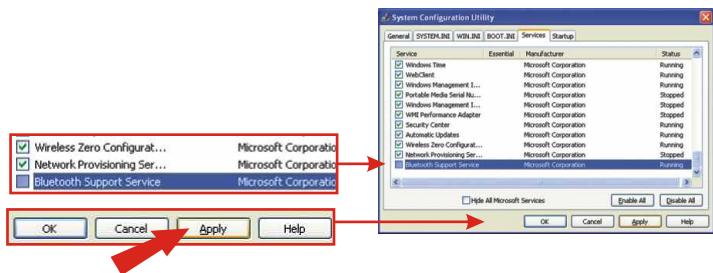 System Configuration Utility
General SYSTEM.INI WIN.INI BOOT.INI Services Startup
Service Essential Manufacturer Status
Windows Time Microsoft Corporation Running
WebClient Microsoft Corporation Running
Windows Management I... Microsoft Corporation Running
Portable Media Serial Nu... Microsoft Corporation Stopped
Windows Management I... Microsoft Corporation Stopped
WMI Performance Adapter Microsoft Corporation Stopped
Security Center Microsoft Corporation Running
Automatic Updates Microsoft Corporation Running
Wireless Zero Configurat... Microsoft Corporation Running
Network Provisioning Ser... Microsoft Corporation Stopped
Bluetooth Support Service Microsoft Corporation Running
Hide All Microsoft Services Enable All Disable All
OK Cancel Apply Help
Wireless Zero Configurat... Microsoft Corporatio
Network Provisioning Ser... Microsoft Corporatio
Bluetooth Support Service Microsoft Corporatio
OK Cancel Apply Help